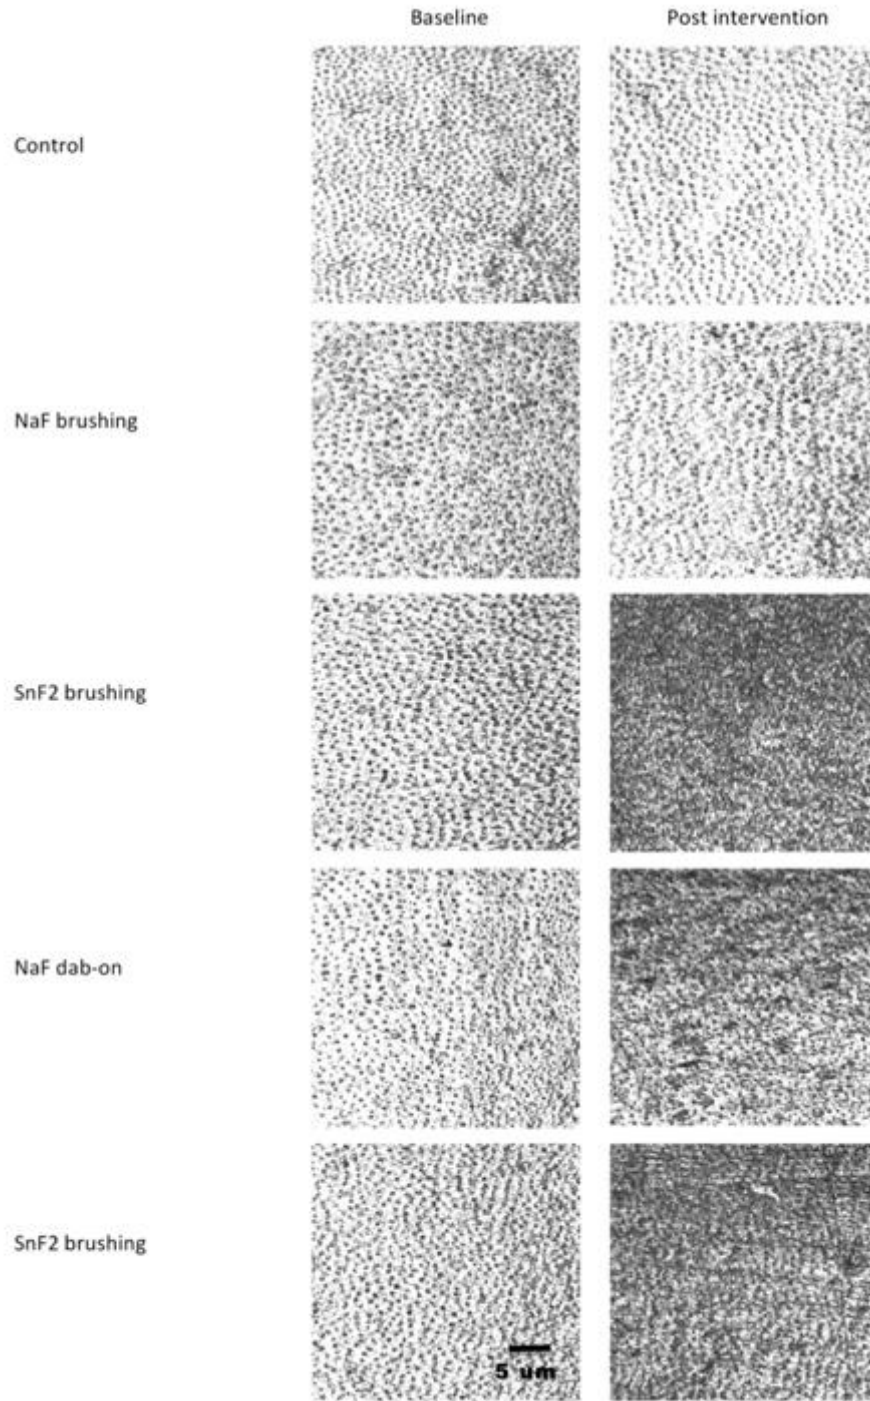 Baseline Post intervention
Control
NaF brushing
SnF2 brushing
NaF dab-on
SnF2 brushing
5 um